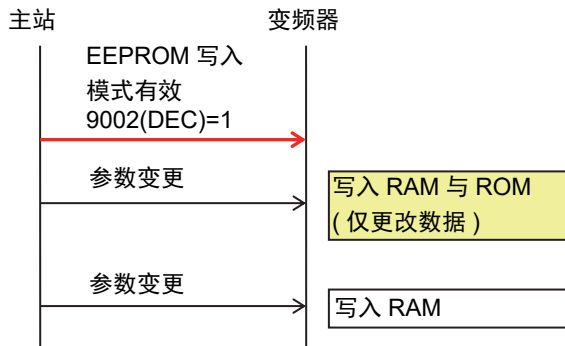 主站
变频器
EEPROM 写入
模式有效
9002(DEC)=1
参数变更
写入 RAM 与 ROM
( 仅更改数据 )
参数变更
写入 RAM